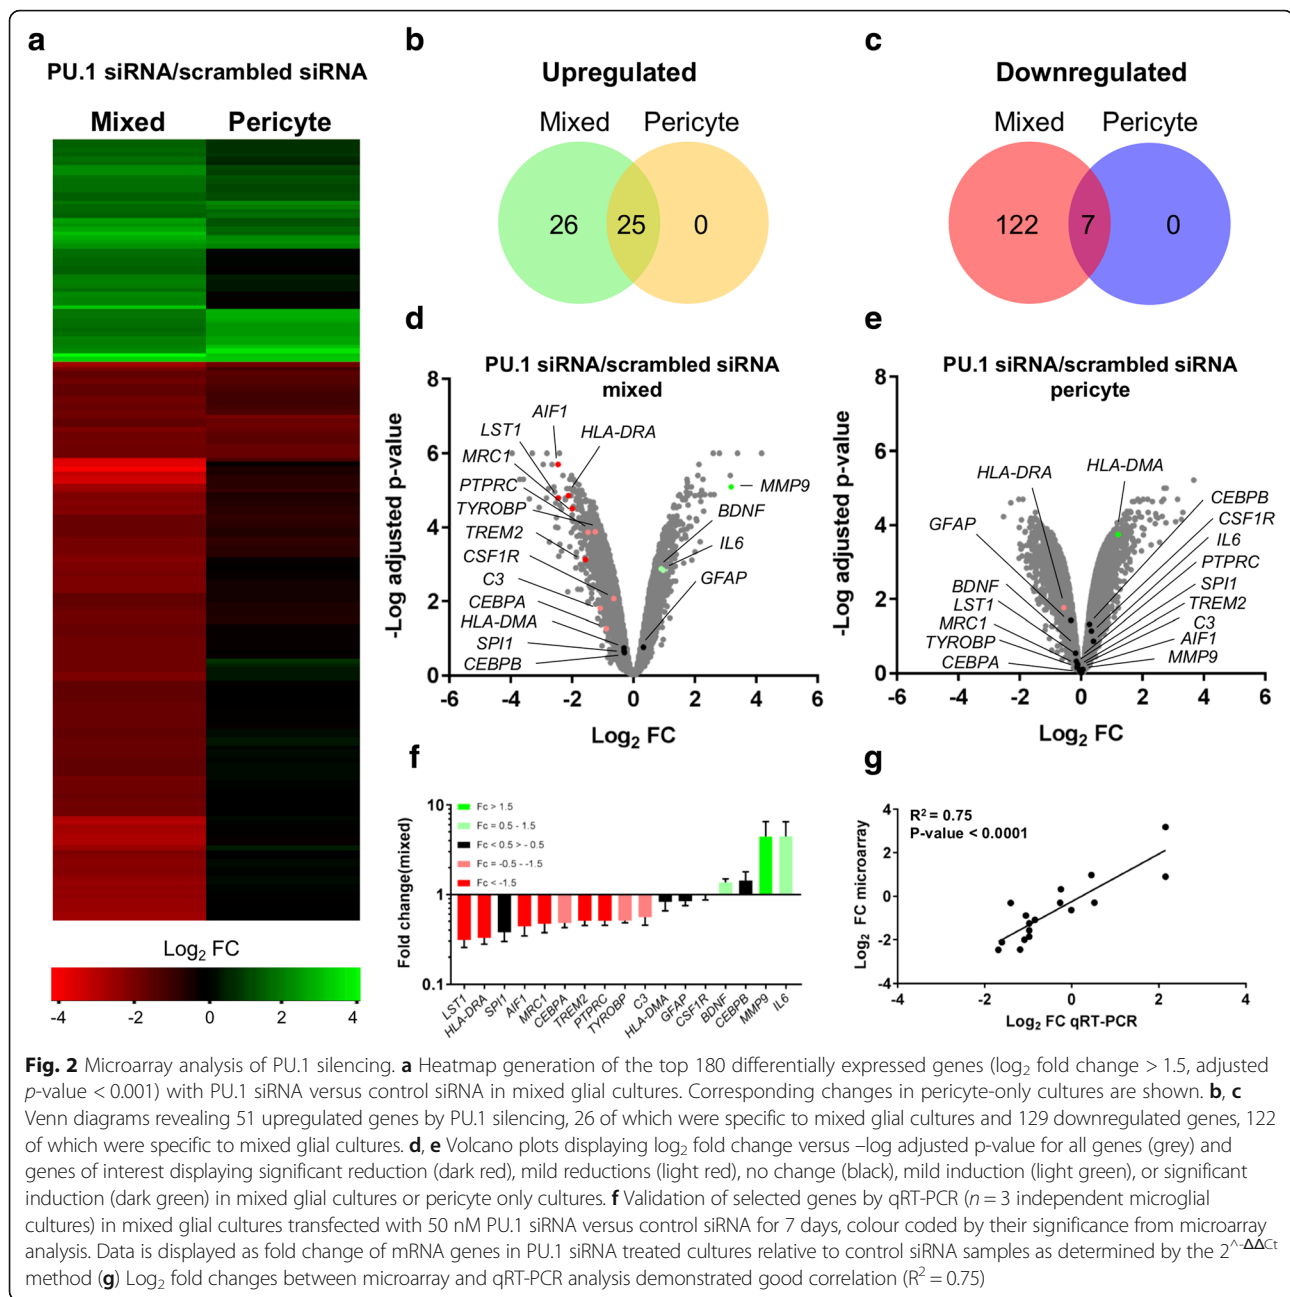 a
PU.1 siRNA/scrambled siRNA
Mixed Pericyte
Log2 FC
-4 -2 0 2 4
b
Upregulated
Mixed Pericyte
26 25 0
c
Downregulated
Mixed Pericyte
122 7 0
d
PU.1 siRNA/scrambled siRNA
mixed
-Log adjusted p-value
8
6
4
2
0
AIF1
LST1
HLA-DRA
MRC1
PTPRC
TYROBP
TREM2
CSF1R
C3
CEBPA
HLA-DMA
SPI1
CEBPB
MMP9
BDNF
IL6
GFAP
-6 -4 -2 0 2 4 6
Log2 FC
e
PU.1 siRNA/scrambled siRNA
pericyte
-Log adjusted p-value
8
6
4
2
0
HLA-DRA
HLA-DMA
GFAP
BDNF
LST1
MRC1
TYROBP
CEBPA
CEBPB
CSF1R
IL6
PTPRC
SPI1
TREM2
C3
AIF1
MMP9
-6 -4 -2 0 2 4 6
Log2 FC
f
Fold change(mixed)
10
1
0.1
Fc > 1.5
Fc = 0.5 - 1.5
Fc < 0.5 > - 0.5
Fc = -0.5 - -1.5
Fc < -1.5
LST1 HLA-DRA SPI1 AIF1 MRC1 CEBPA TREM2 PTPRC TYROBP C3 HLA-DMA GFAP CSF1R BDNF CEBPB MMP9 IL6
g
Log2 FC microarray
4
2
0
-2
-4
R2 = 0.75
P-value < 0.0001
-4 -2 0 2 4
Log2 FC qRT-PCR
Fig. 2 Microarray analysis of PU.1 silencing. a Heatmap generation of the top 180 differentially expressed genes (log2 fold change > 1.5, adjusted
p-value < 0.001) with PU.1 siRNA versus control siRNA in mixed glial cultures. Corresponding changes in pericyte-only cultures are shown. b, c
Venn diagrams revealing 51 upregulated genes by PU.1 silencing, 26 of which were specific to mixed glial cultures and 129 downregulated genes, 122
of which were specific to mixed glial cultures. d, e Volcano plots displaying log2 fold change versus –log adjusted p-value for all genes (grey) and
genes of interest displaying significant reduction (dark red), mild reductions (light red), no change (black), mild induction (light green), or significant
induction (dark green) in mixed glial cultures or pericyte only cultures. f Validation of selected genes by qRT-PCR (n = 3 independent microglial
cultures) in mixed glial cultures transfected with 50 nM PU.1 siRNA versus control siRNA for 7 days, colour coded by their significance from microarray
analysis. Data is displayed as fold change of mRNA genes in PU.1 siRNA treated cultures relative to control siRNA samples as determined by the 2^-ΔΔCt
method (g) Log2 fold changes between microarray and qRT-PCR analysis demonstrated good correlation (R2 = 0.75)